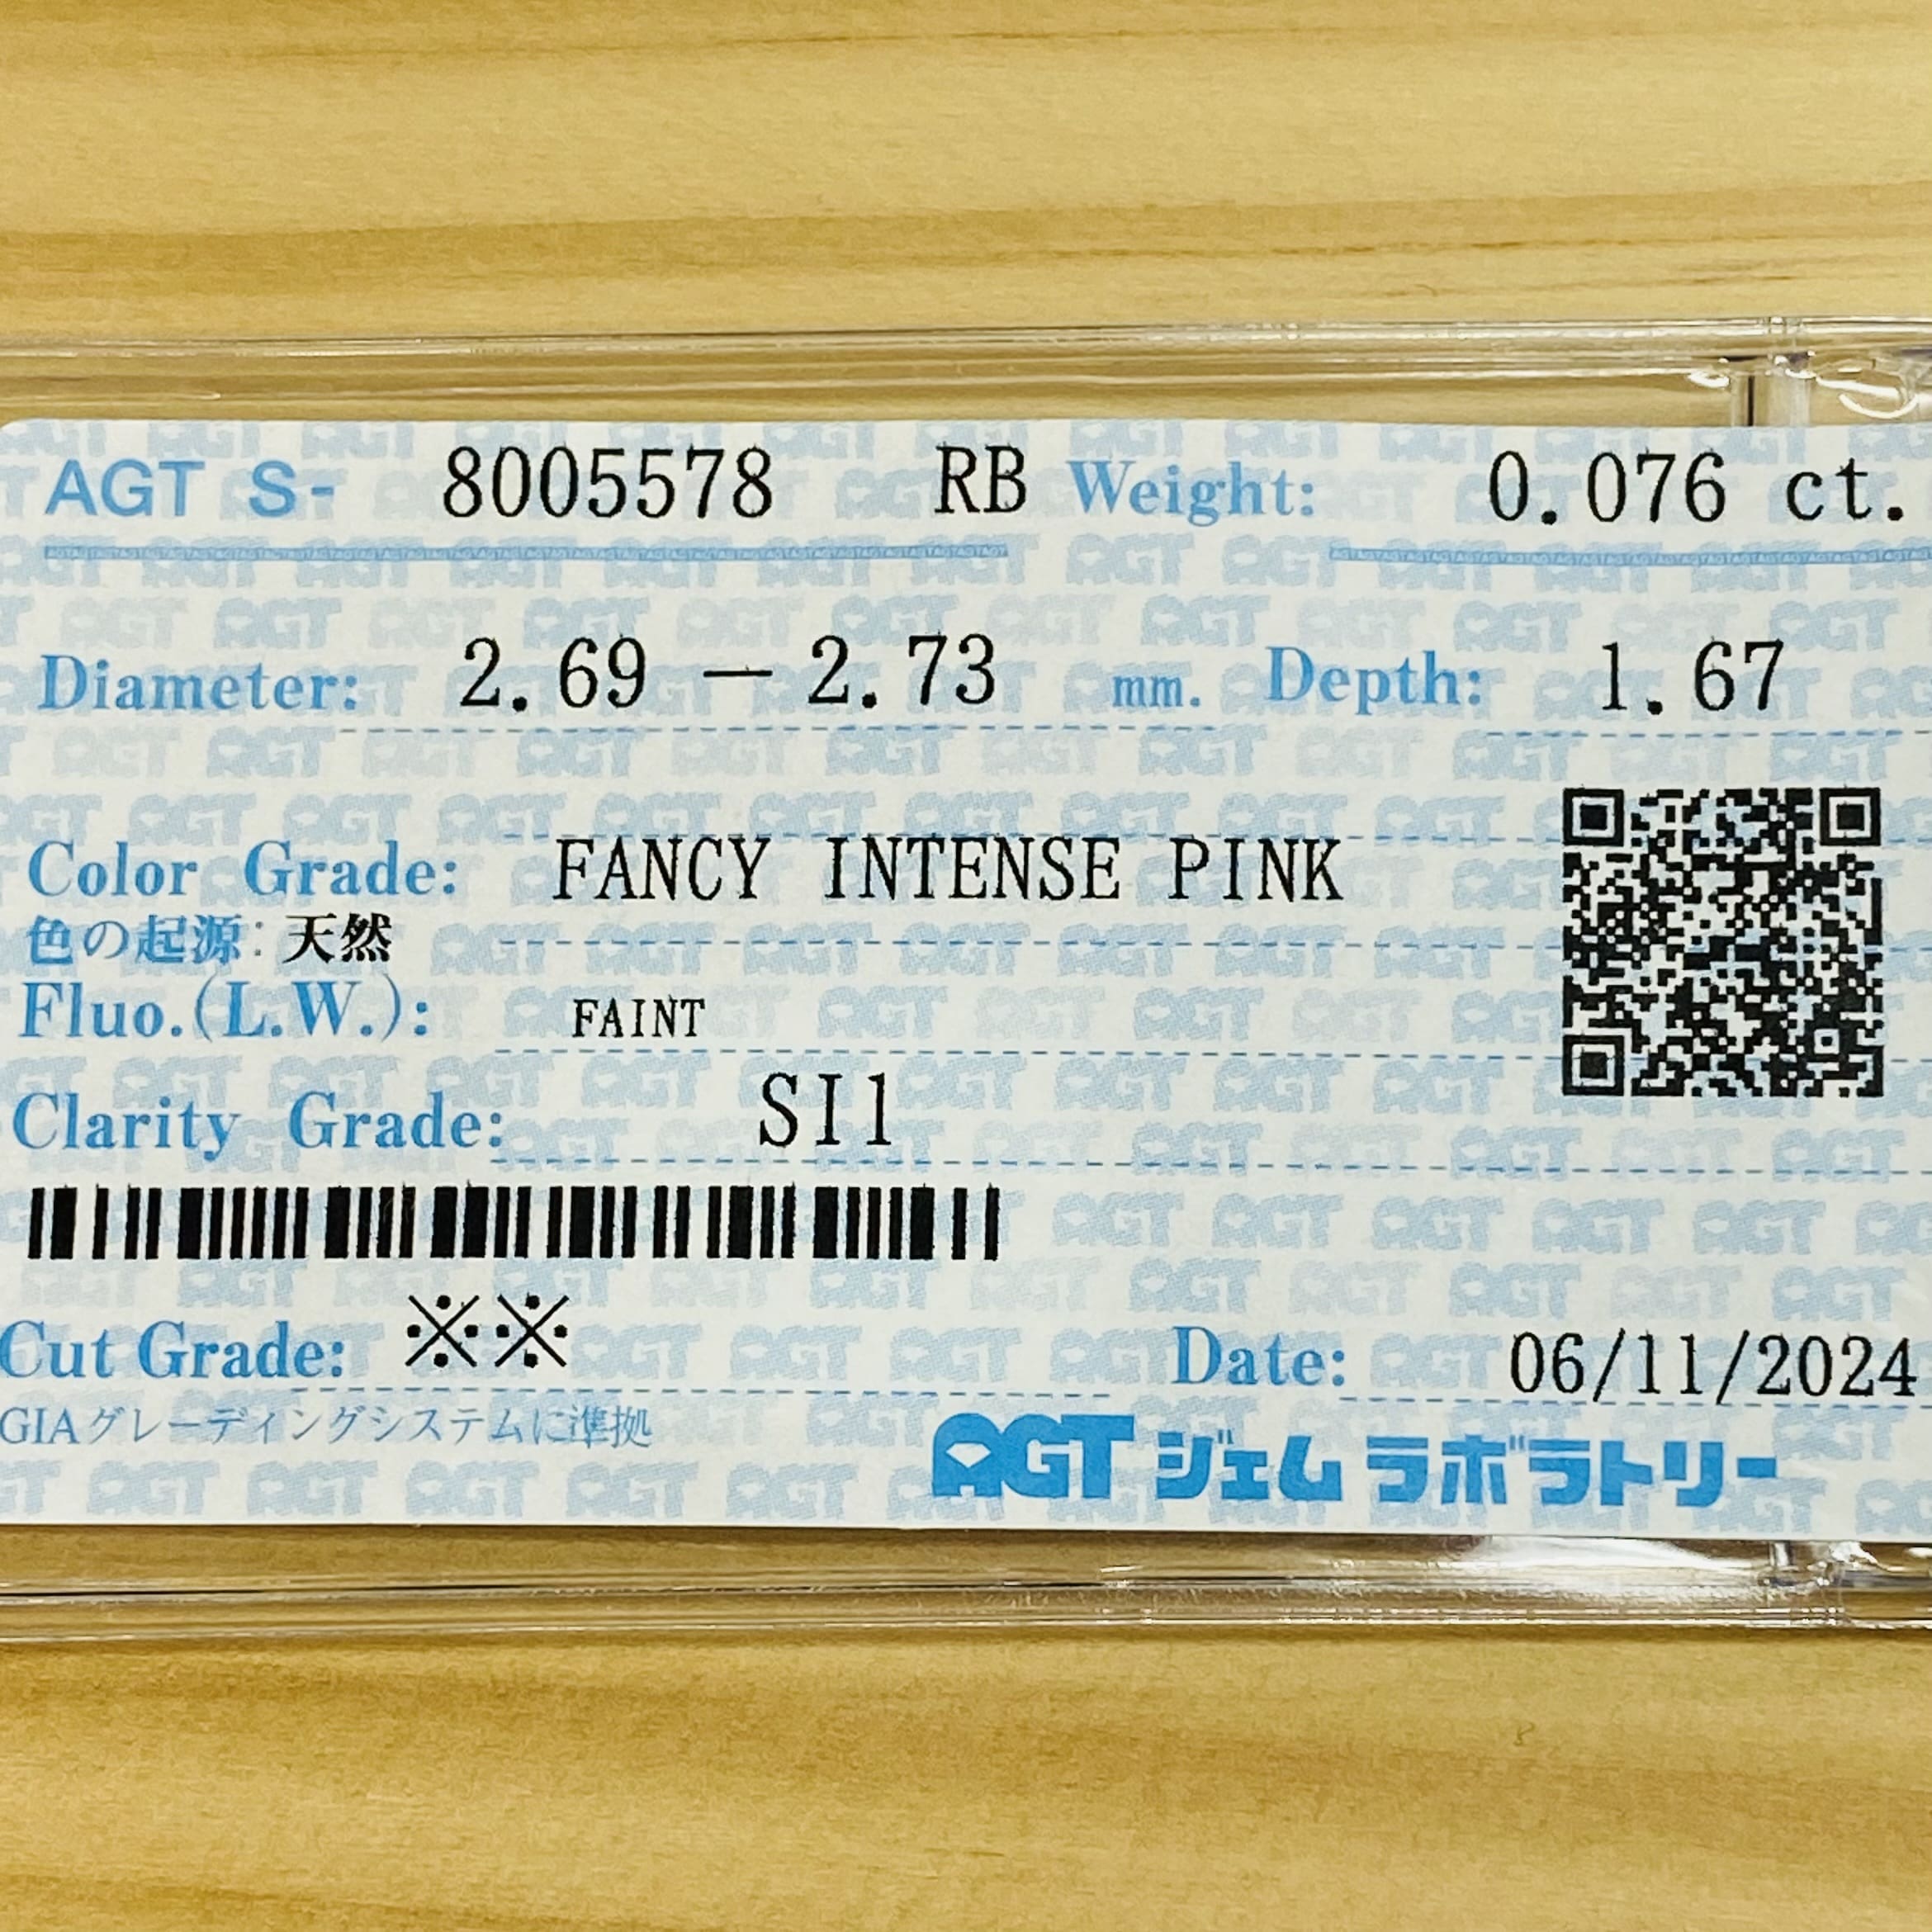 AGT S- 8005578 RB Weight: 0.076 ct.
Diameter: 2.69 － 2.73 mm. Depth: 1.67
Color Grade: FANCY INTENSE PINK
色の起源: 天然
Fluo.(L.W.): FAINT
Clarity Grade: SI1
Cut Grade: ※※ Date: 06/11/2024
GIAグレーディングシステムに準拠
AGT ジェム ラボラトリー